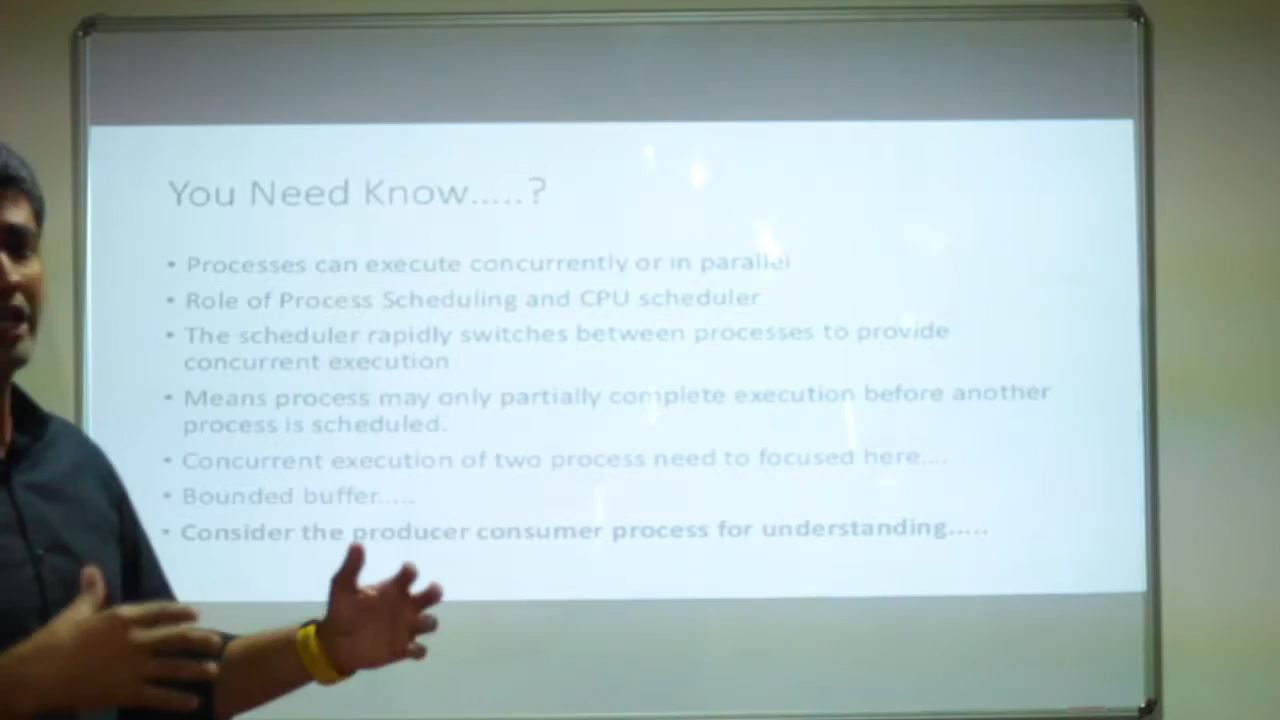 You Need Know.....?
• Processes can execute concurrently or in parallel
• Role of Process Scheduling and CPU scheduler
• The scheduler rapidly switches between processes to provide
concurrent execution
• Means process may only partially complete execution before another
process is scheduled.
• Concurrent execution of two process need to focused here....
• Bounded buffer.....
• Consider the producer consumer process for understanding.....